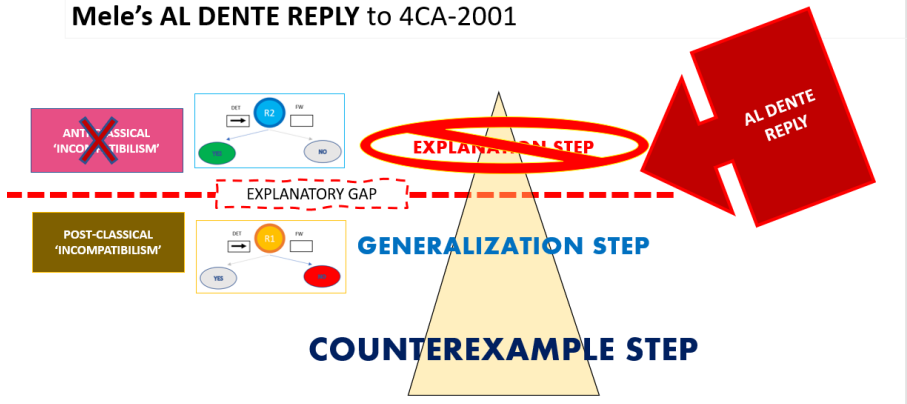 Mele's AL DENTE REPLY to 4CA-2001
AL DENTE
REPLY
DET
R2
FW
YES
NO
ANTI-CLASSICAL
'INCOMPATIBILISM'
EXPLANATION STEP
EXPLANATORY GAP
POST-CLASSICAL
'INCOMPATIBILISM'
DET
R1
FW
YES
NO
GENERALIZATION STEP
COUNTEREXAMPLE STEP